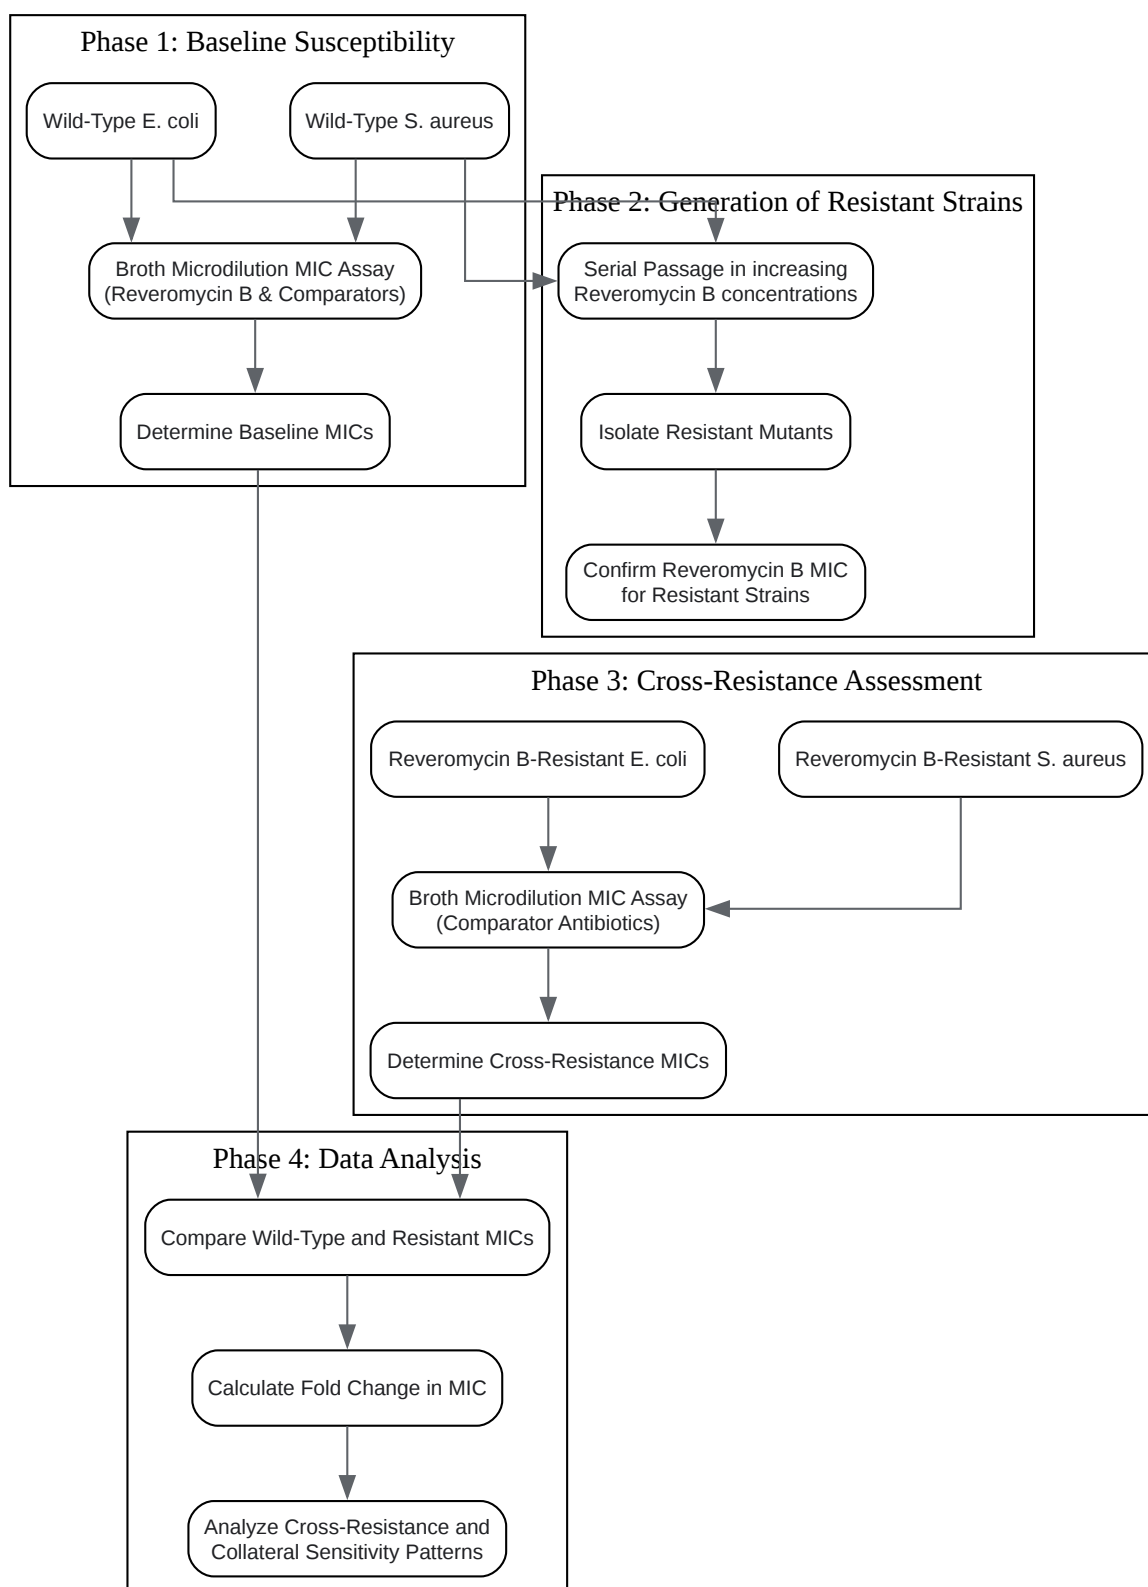 Phase 1: Baseline Susceptibility
Wild-Type E. coli
Wild-Type S. aureus
Broth Microdilution MIC Assay
(Reveromycin B & Comparators)
Determine Baseline MICs
Phase 2: Generation of Resistant Strains
Serial Passage in increasing
Reveromycin B concentrations
Isolate Resistant Mutants
Confirm Reveromycin B MIC
for Resistant Strains
Phase 3: Cross-Resistance Assessment
Reveromycin B-Resistant E. coli
Reveromycin B-Resistant S. aureus
Broth Microdilution MIC Assay
(Comparator Antibiotics)
Determine Cross-Resistance MICs
Phase 4: Data Analysis
Compare Wild-Type and Resistant MICs
Calculate Fold Change in MIC
Analyze Cross-Resistance and
Collateral Sensitivity Patterns